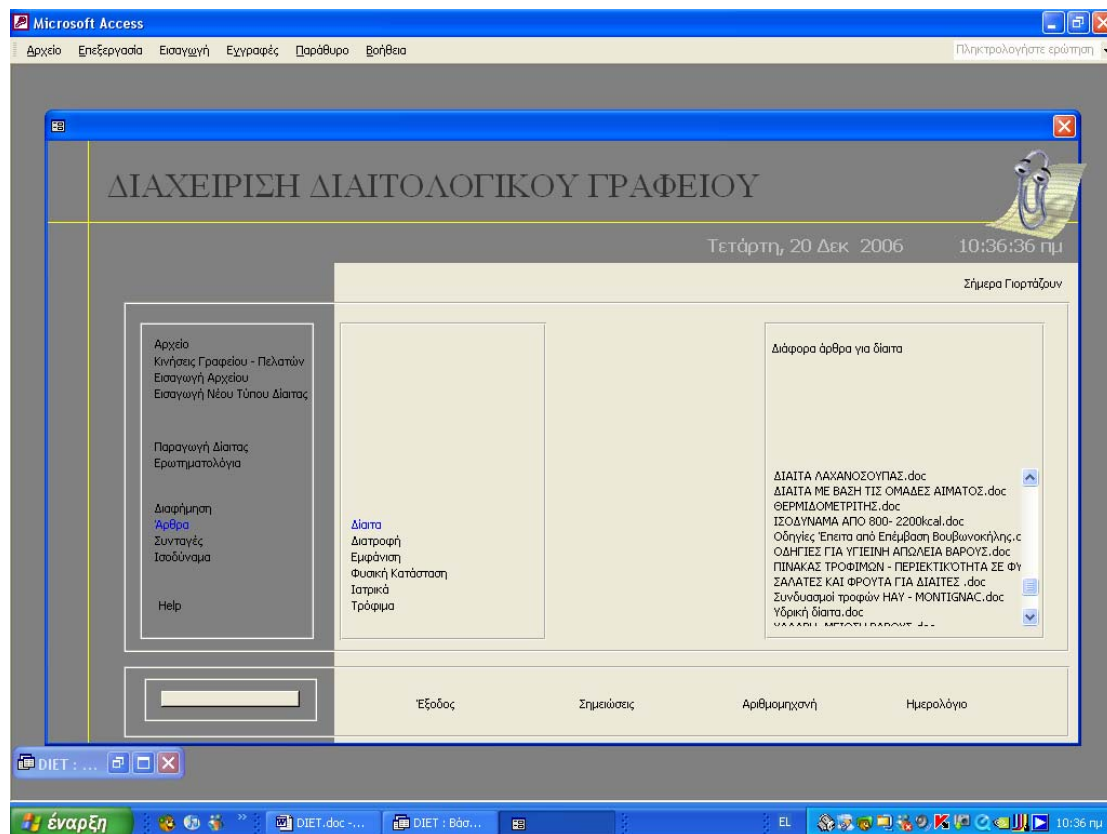 Microsoft Access
Αρχείο Επεξεργασία Εισαγωγή Εγγραφές Παράθυρο Βοήθεια Πληκτρολογήστε ερώτηση
ΔΙΑΧΕΙΡΙΣΗ ΔΙΑΙΤΟΛΟΓΙΚΟΥ ΓΡΑΦΕΙΟΥ
Τετάρτη, 20 Δεκ 2006 10:36:36 πμ
Σήμερα Γιορτάζουν
Αρχείο
Κινήσεις Γραφείου - Πελατών
Εισαγωγή Αρχείου
Εισαγωγή Νέου Τύπου Δίαιτας
Παραγωγή Δίαιτας
Ερωτηματολόγια
Διαφήμηση
Άρθρα
Συνταγές
Ισοδύναμα
Help
Δίαιτα
Διατροφή
Εμφάνιση
Φυσική Κατάσταση
Ιατρικά
Τρόφιμα
Διάφορα άρθρα για δίαιτα
ΔΙΑΙΤΑ ΛΑΧΑΝΟΣΟΥΠΑΣ.doc
ΔΙΑΙΤΑ ΜΕ ΒΑΣΗ ΤΙΣ ΟΜΑΔΕΣ ΑΙΜΑΤΟΣ.doc
ΘΕΡΜΙΔΟΜΕΤΡΙΤΗΣ.doc
ΙΣΟΔΥΝΑΜΑ ΑΠΟ 800- 2200kcal.doc
Οδηγίες Έπειτα από Επέμβαση Βουβωνοκήλης.c
ΟΔΗΓΙΕΣ ΓΙΑ ΥΓΙΕΙΝΗ ΑΠΩΛΕΙΑ ΒΑΡΟΥΣ.doc
ΠΙΝΑΚΑΣ ΤΡΟΦΙΜΩΝ - ΠΕΡΙΕΚΤΙΚΌΤΗΤΑ ΣΕ ΦΥ
ΣΑΛΑΤΕΣ ΚΑΙ ΦΡΟΥΤΑ ΓΙΑ ΔΙΑΙΤΕΣ .doc
Συνδυασμοί τροφών HAY - MONTIGNAC.doc
Υδρική δίαιτα.doc
Έξοδος Σημειώσεις Αριθμομηχανή Ημερολόγιο
DIET : ...
έναρξη DIET.doc -... DIET : Βάσ... EL 10:36 πμ